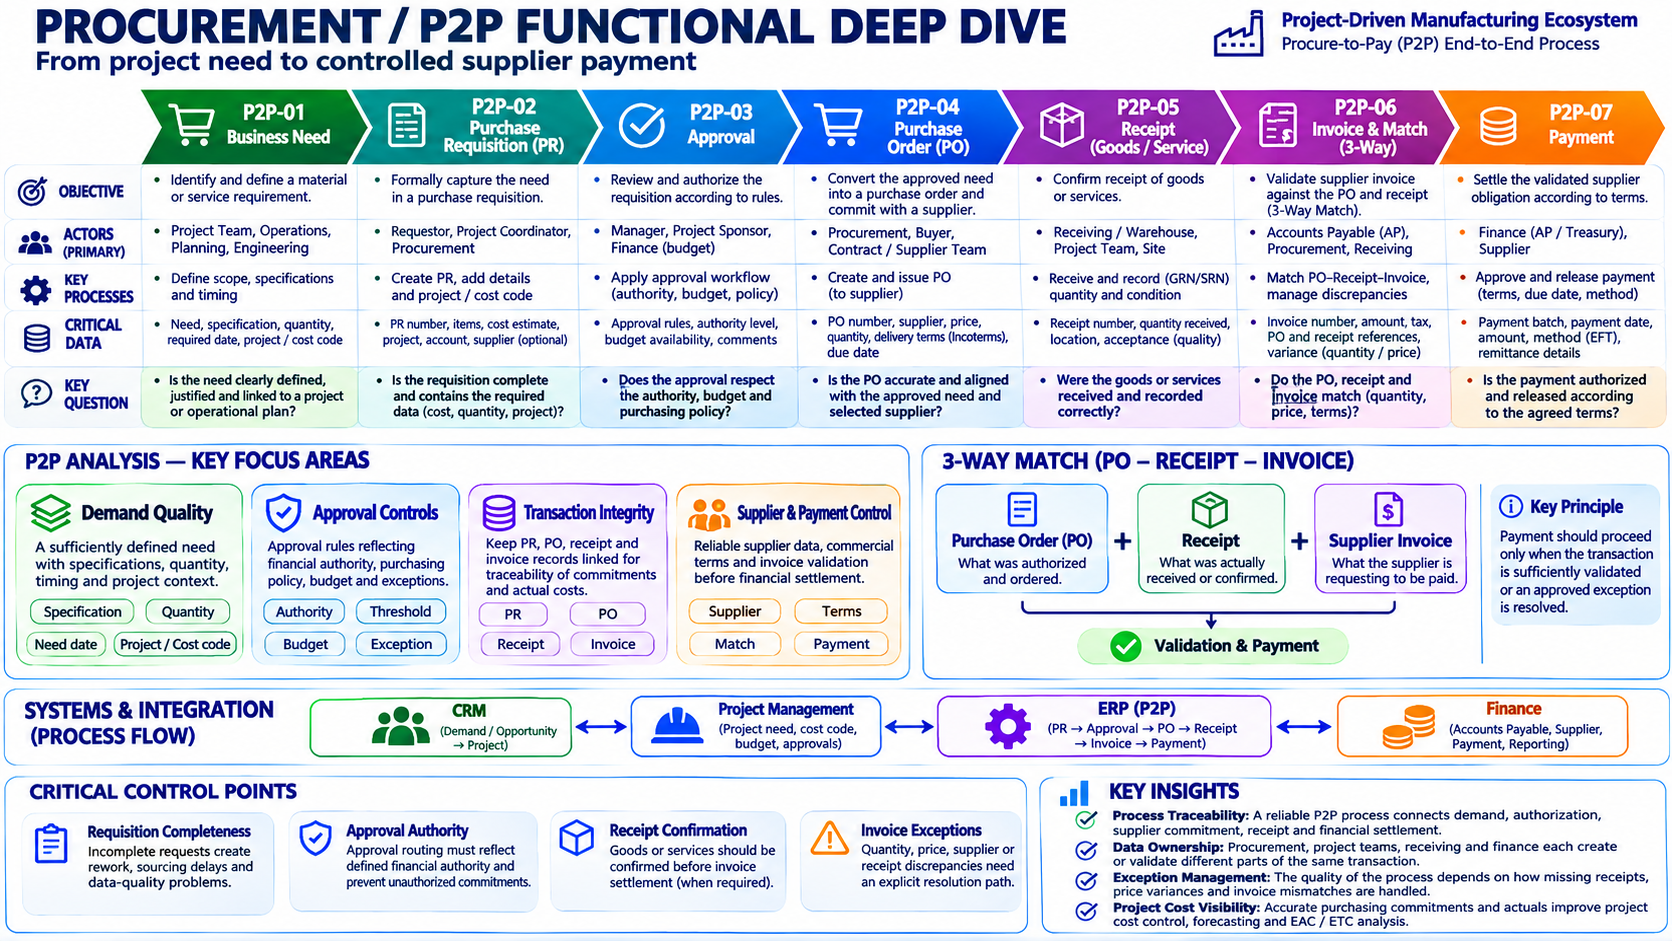 PROCUREMENT / P2P FUNCTIONAL DEEP DIVE
From project need to controlled supplier payment
Project-Driven Manufacturing Ecosystem
Procure-to-Pay (P2P) End-to-End Process
P2P-01
Business Need
P2P-02
Purchase
Requisition (PR)
P2P-03
Approval
P2P-04
Purchase
Order (PO)
P2P-05
Receipt
(Goods / Service)
P2P-06
Invoice & Match
(3-Way)
P2P-07
Payment
OBJECTIVE
• Identify and define a material
or service requirement.
• Formally capture the need
in a purchase requisition.
• Review and authorize the
requisition according to rules.
• Convert the approved need
into a purchase order and
commit with a supplier.
• Confirm receipt of goods
or services.
• Validate supplier invoice
against the PO and receipt
(3-Way Match).
• Settle the validated supplier
obligation according to terms.
ACTORS
(PRIMARY)
• Project Team, Operations,
Planning, Engineering
• Requestor, Project Coordinator,
Procurement
• Manager, Project Sponsor,
Finance (budget)
• Procurement, Buyer,
Contract / Supplier Team
• Receiving / Warehouse,
Project Team, Site
• Accounts Payable (AP),
Procurement, Receiving
• Finance (AP / Treasury),
Supplier
KEY
PROCESSES
• Define scope, specifications
and timing
• Create PR, add details
and project / cost code
• Apply approval workflow
(authority, budget, policy)
• Create and issue PO
(to supplier)
• Receive and record (GRN/SRN)
quantity and condition
• Match PO–Receipt–Invoice,
manage discrepancies
• Approve and release payment
(terms, due date, method)
CRITICAL
DATA
• Need, specification, quantity,
required date, project / cost code
• PR number, items, cost estimate,
project, account, supplier (optional)
• Approval rules, authority level,
budget availability, comments
• PO number, supplier, price,
quantity, delivery terms (Incoterms),
due date
• Receipt number, quantity received,
location, acceptance (quality)
• Invoice number, amount, tax,
PO and receipt references,
variance (quantity / price)
• Payment batch, payment date,
amount, method (EFT),
remittance details
KEY
QUESTION
• Is the need clearly defined,
justified and linked to a project
or operational plan?
• Is the requisition complete
and contains the required
data (cost, quantity, project)?
• Does the approval respect
the authority, budget and
purchasing policy?
• Is the PO accurate and aligned
with the approved need and
selected supplier?
• Were the goods or services
received and recorded
correctly?
• Do the PO, receipt and
Invoice match (quantity,
price, terms)?
• Is the payment authorized
and released according
to the agreed terms?
P2P ANALYSIS — KEY FOCUS AREAS
Demand Quality
A sufficiently defined need
with specifications, quantity,
timing and project context.
Specification
Quantity
Need date
Project / Cost code
Approval Controls
Approval rules reflecting
financial authority, purchasing
policy, budget and exceptions.
Authority
Threshold
Budget
Exception
Transaction Integrity
Keep PR, PO, receipt and
invoice records linked for
traceability of commitments
and actual costs.
PR
PO
Receipt
Invoice
Supplier & Payment Control
Reliable supplier data, commercial
terms and invoice validation
before financial settlement.
Supplier
Terms
Match
Payment
3-WAY MATCH (PO – RECEIPT – INVOICE)
Purchase Order (PO)
What was authorized
and ordered.
+
Receipt
What was actually
received or confirmed.
+
$
Supplier Invoice
What the supplier is
requesting to be paid.
Validation & Payment
Key Principle
Payment should proceed
only when the transaction
is sufficiently validated
or an approved exception
is resolved.
SYSTEMS & INTEGRATION
(PROCESS FLOW)
CRM
(Demand / Opportunity
→ Project)
Project Management
(Project need, cost code,
budget, approvals)
ERP (P2P)
(PR → Approval → PO → Receipt
→ Invoice → Payment)
Finance
(Accounts Payable, Supplier,
Payment, Reporting)
CRITICAL CONTROL POINTS
Requisition Completeness
Incomplete requests create
rework, sourcing delays and
data-quality problems.
Approval Authority
Approval routing must reflect
defined financial authority and
prevent unauthorized commitments.
Receipt Confirmation
Goods or services should be
confirmed before invoice
settlement (when required).
Invoice Exceptions
Quantity, price, supplier or
receipt discrepancies need
an explicit resolution path.
KEY INSIGHTS
Process Traceability: A reliable P2P process connects demand, authorization,
supplier commitment, receipt and financial settlement.
Data Ownership: Procurement, project teams, receiving and finance each create
or validate different parts of the same transaction.
Exception Management: The quality of the process depends on how missing receipts,
price variances and invoice mismatches are handled.
Project Cost Visibility: Accurate purchasing commitments and actuals improve project
cost control, forecasting and EAC / ETC analysis.